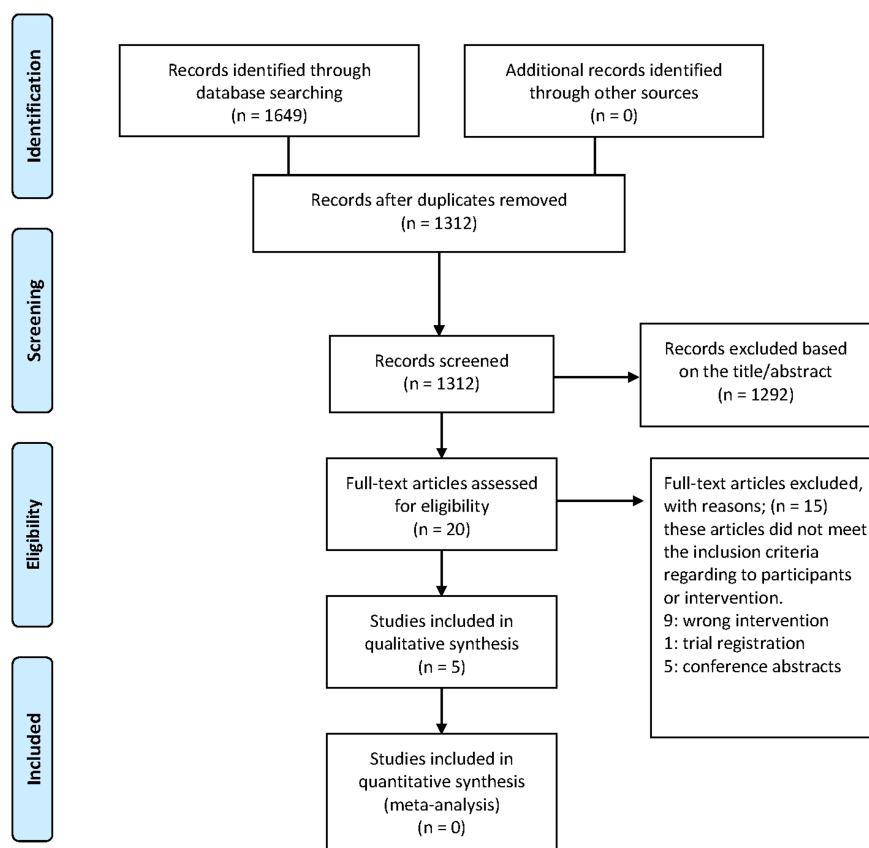 Identification
Records identified through
database searching
(n = 1649)
Additional records identified
through other sources
(n = 0)
Records after duplicates removed
(n = 1312)
Screening
Records screened
(n = 1312)
Records excluded based
on the title/abstract
(n = 1292)
Eligibility
Full-text articles assessed
for eligibility
(n = 20)
Full-text articles excluded,
with reasons; (n = 15)
these articles did not meet
the inclusion criteria
regarding to participants
or intervention.
9: wrong intervention
1: trial registration
5: conference abstracts
Studies included in
qualitative synthesis
(n = 5)
Included
Studies included in
quantitative synthesis
(meta-analysis)
(n = 0)